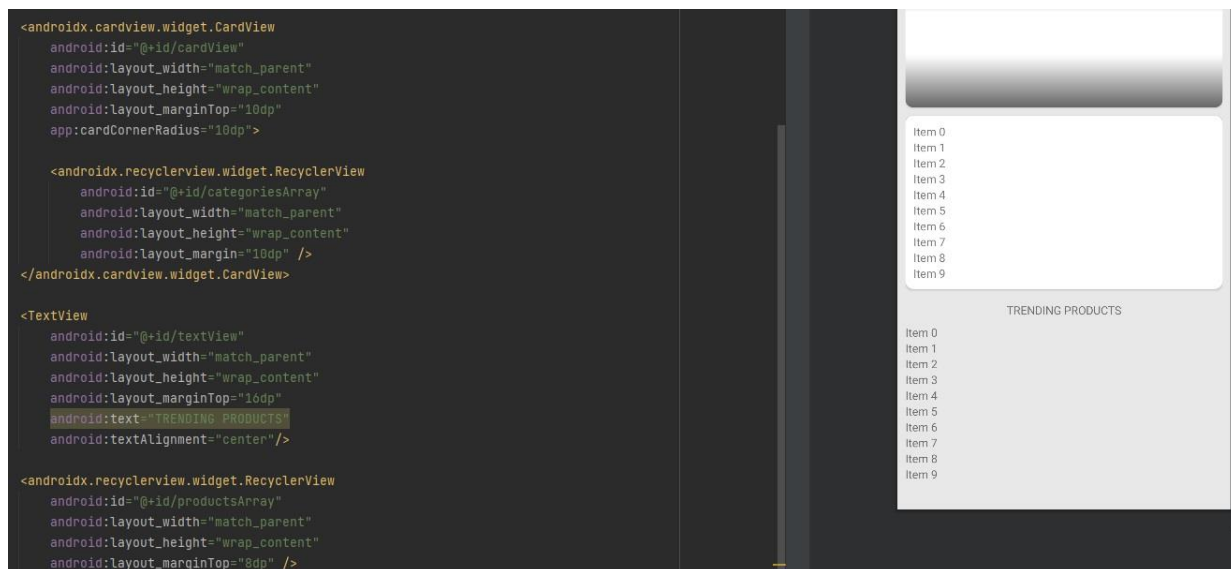 <androidx.cardview.widget.CardView
android:id="@+id/cardView"
android:layout_width="match_parent"
android:layout_height="wrap_content"
android:layout_marginTop="10dp"
app:cardCornerRadius="10dp">
<androidx.recyclerview.widget.RecyclerView
android:id="@+id/categoriesArray"
android:layout_width="match_parent"
android:layout_height="wrap_content"
android:layout_margin="10dp" />
</androidx.cardview.widget.CardView>
<TextView
android:id="@+id/textView"
android:layout_width="match_parent"
android:layout_height="wrap_content"
android:layout_marginTop="16dp"
android:text="TRENDING PRODUCTS"
android:textAlignment="center"/>
<androidx.recyclerview.widget.RecyclerView
android:id="@+id/productsArray"
android:layout_width="match_parent"
android:layout_height="wrap_content"
android:layout_marginTop="8dp" />
Item 0
Item 1
Item 2
Item 3
Item 4
Item 5
Item 6
Item 7
Item 8
Item 9
TRENDING PRODUCTS
Item 0
Item 1
Item 2
Item 3
Item 4
Item 5
Item 6
Item 7
Item 8
Item 9